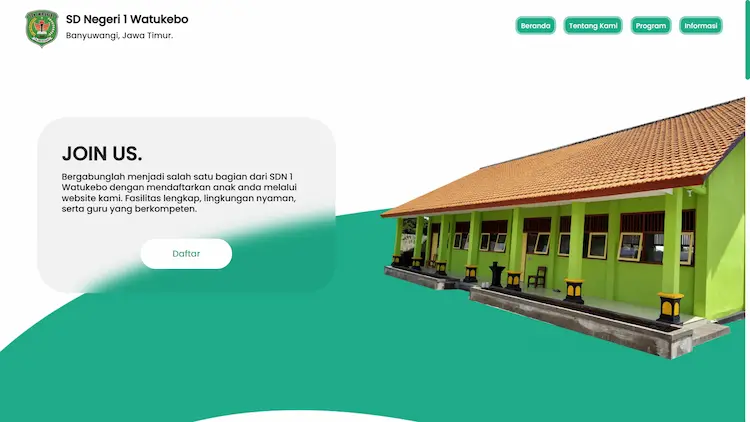 SD Negeri 1 Watukebo
Banyuwangi, Jawa Timur.
Beranda
Tentang Kami
Program
Informasi
JOIN US.
Bergabunglah menjadi salah satu bagian dari SDN 1
Watukebo dengan mendaftarkan anak anda melalui
website kami. Fasilitas lengkap, lingkungan nyaman,
serta guru yang berkompeten.
Daftar